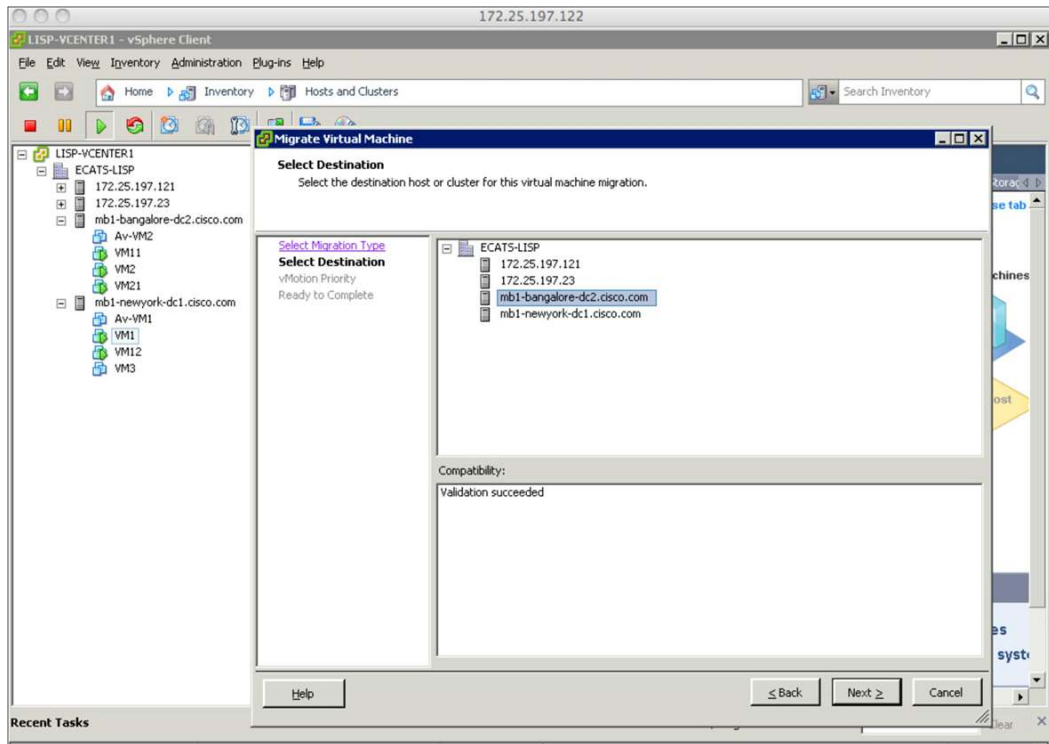 172.25.197.122
LISP-VCENTER1 - vSphere Client
File Edit View Inventory Administration Plug-ins Help
Home Inventory Hosts and Clusters
Search Inventory
LISP-VCENTER1
ECATS-LISP
172.25.197.121
172.25.197.23
mb1-bangalore-dc2.cisco.com
Av-VM2
VM11
VM2
VM21
mb1-newyork-dc1.cisco.com
Av-VM1
VM1
VM12
VM3
Migrate Virtual Machine
Select Destination
Select the destination host or cluster for this virtual machine migration.
Select Migration Type
Select Destination
vMotion Priority
Ready to Complete
ECATS-LISP
172.25.197.121
172.25.197.23
mb1-bangalore-dc2.cisco.com
mb1-newyork-dc1.cisco.com
Compatibility:
Validation succeeded
Help
≤ Back
Next ≥
Cancel
se tab
chines
ost
es
syst
Recent Tasks
Clear